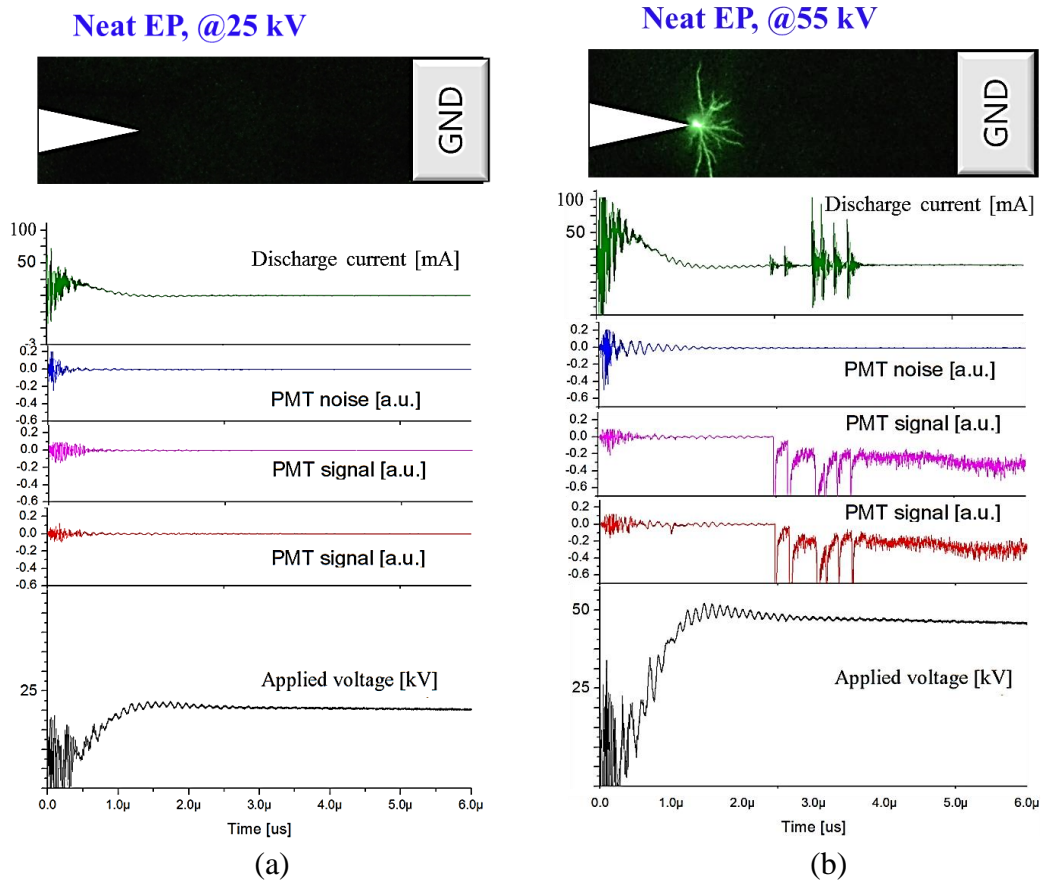 Neat EP, @25 kV
GND
100
50
-3
Discharge current [mA]
0.2
0.0
-0.2
-0.4
-0.6
PMT noise [a.u.]
0.2
0.0
-0.2
-0.4
-0.6
PMT signal [a.u.]
0.2
0.0
-0.2
-0.4
-0.6
PMT signal [a.u.]
25
Applied voltage [kV]
0.0 1.0µ 2.0µ 3.0µ 4.0µ 5.0µ 6.0µ
Time [us]
(a)
Neat EP, @55 kV
GND
Discharge current [mA]
100
50
0.2
0.0
-0.2
-0.4
-0.6
PMT noise [a.u.]
PMT signal [a.u.]
0.2
0.0
-0.2
-0.4
-0.6
PMT signal [a.u.]
0.2
0.0
-0.2
-0.4
-0.6
50
25
Applied voltage [kV]
0.0 1.0µ 2.0µ 3.0µ 4.0µ 5.0µ 6.0µ
Time [us]
(b)